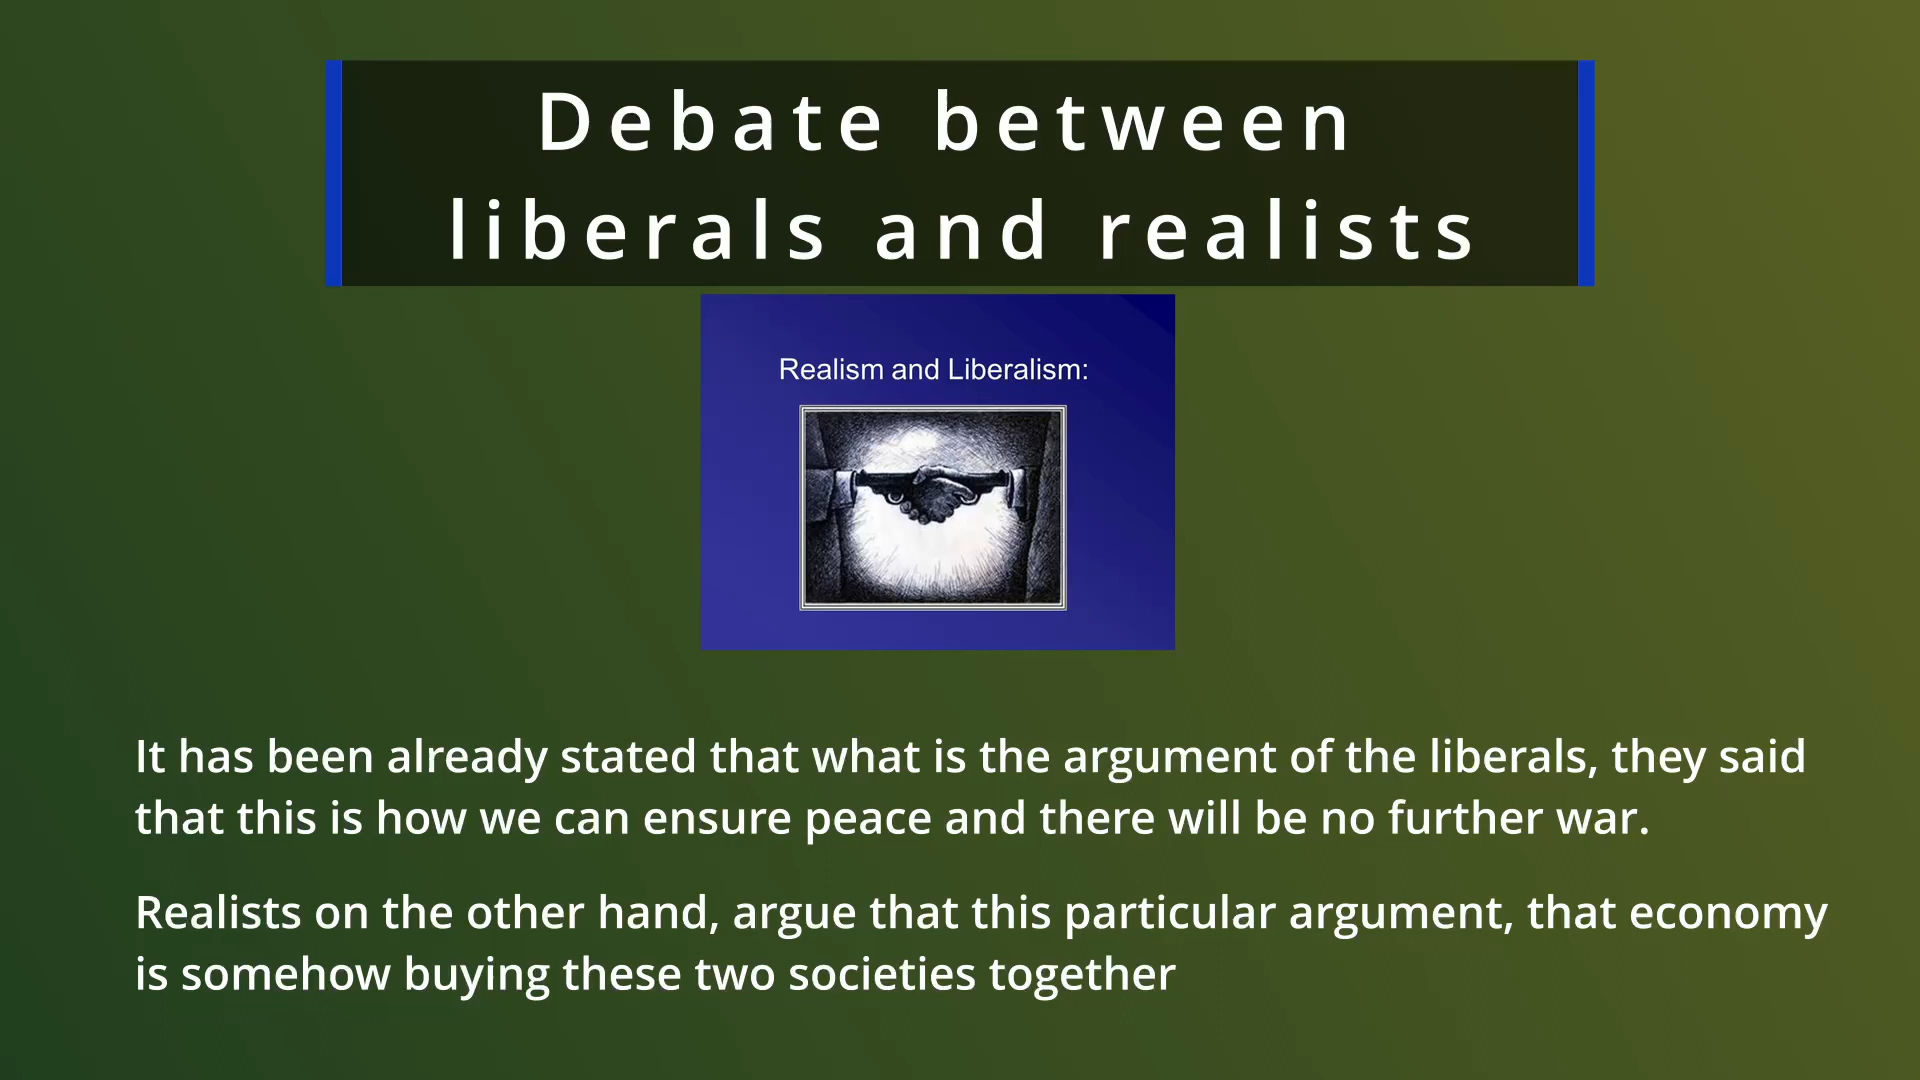 Debate between
liberals and realists
Realism and Liberalism:
It has been already stated that what is the argument of the liberals, they said
that this is how we can ensure peace and there will be no further war.
Realists on the other hand, argue that this particular argument, that economy
is somehow buying these two societies together